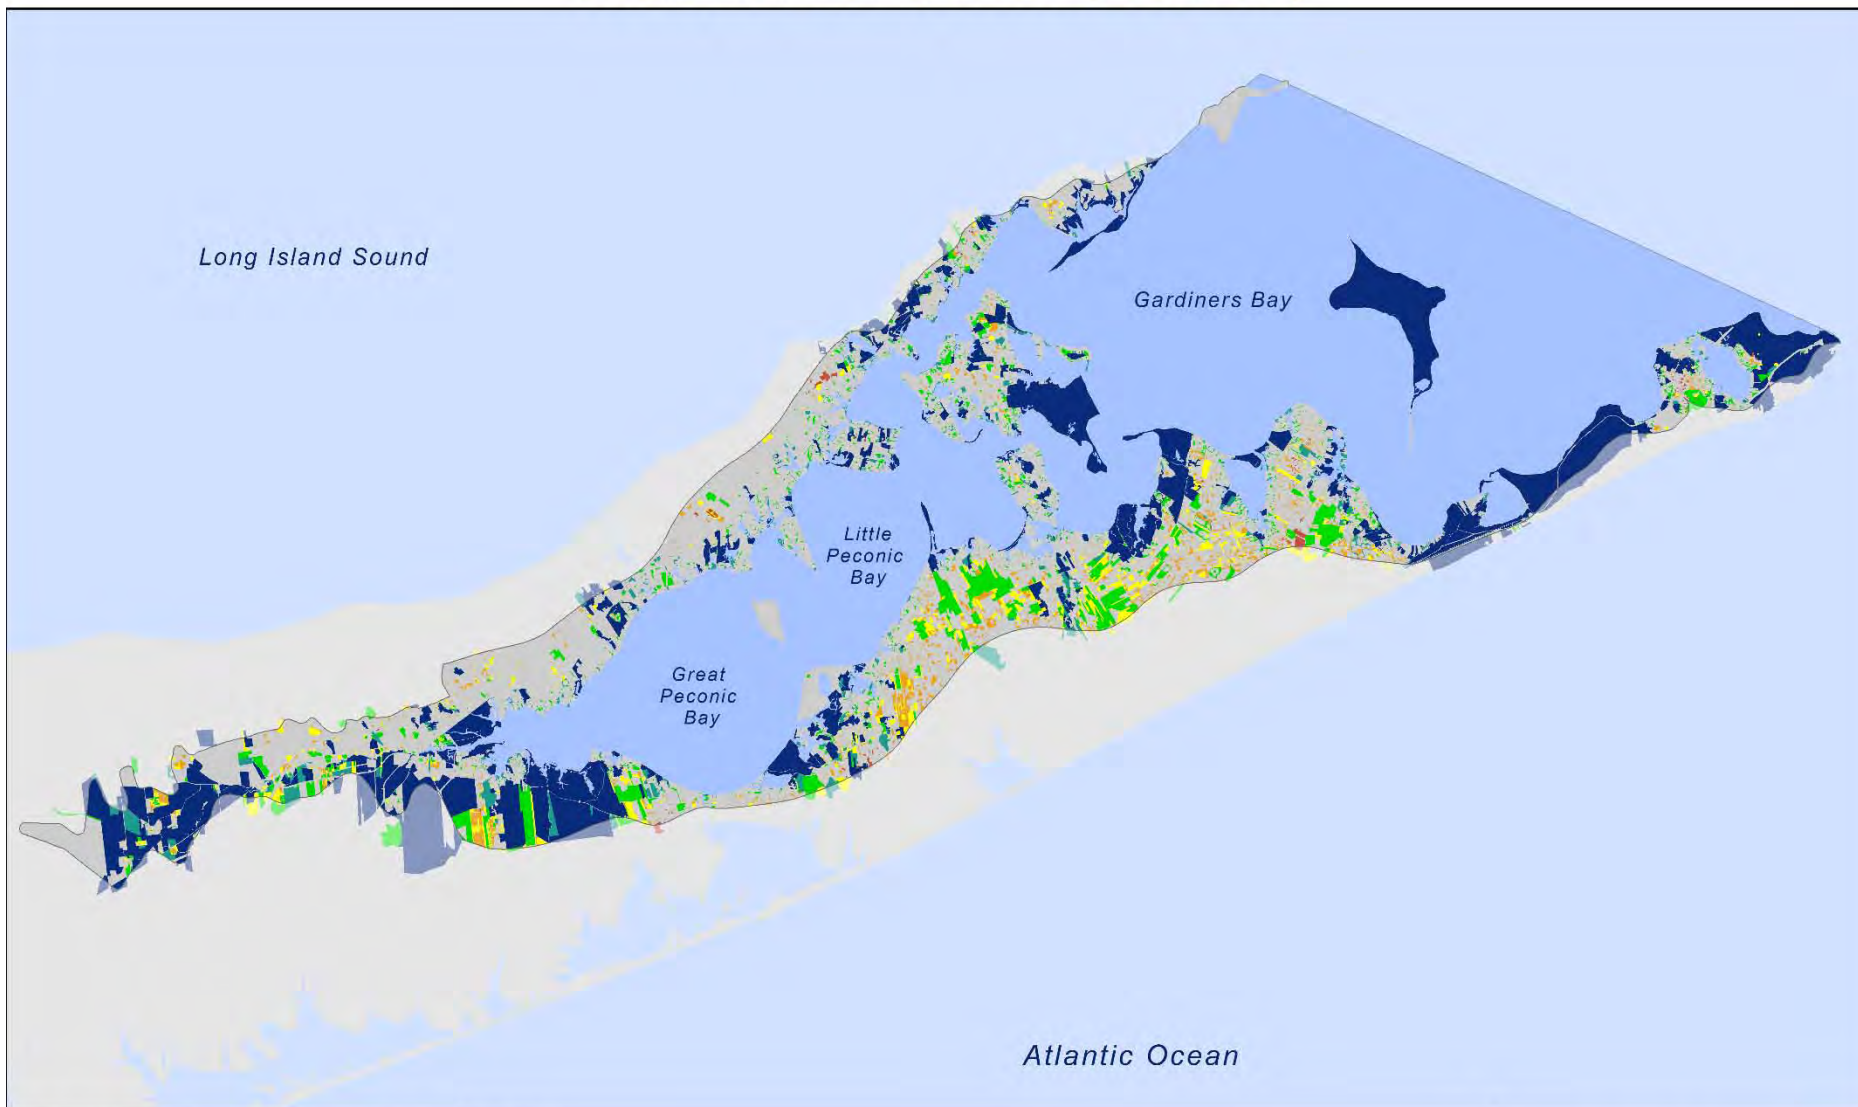 Long Island Sound
Gardiners Bay
Little
Peconic
Bay
Great
Peconic
Bay
Atlantic Ocean